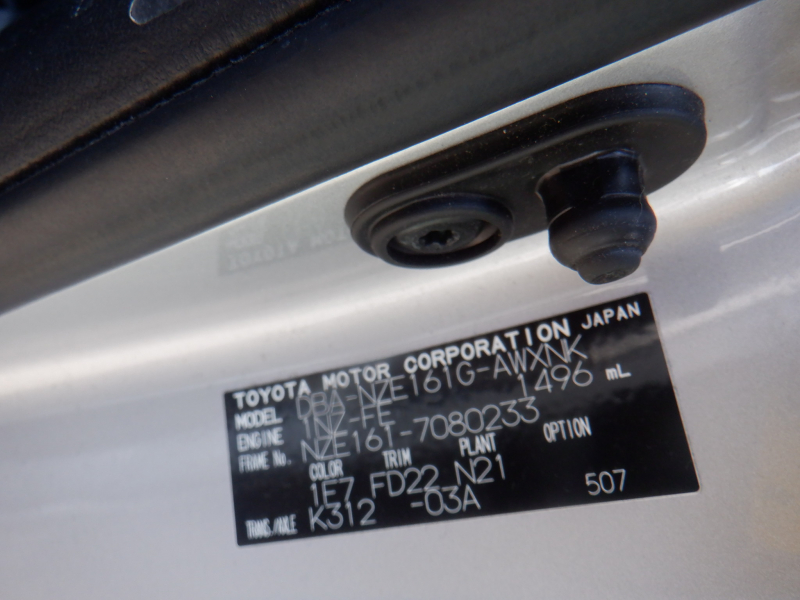 TOYOTA MOTOR CORPORATION JAPAN
MODEL DBA-NZE161G-AWXNK
ENGINE 1NZ-FE 1496 mL
FRAME No. NZE161-7080233
COLOR TRIM PLANT OPTION
1E7 FD22 N21
TRANS/AXLE K312 -03A 507